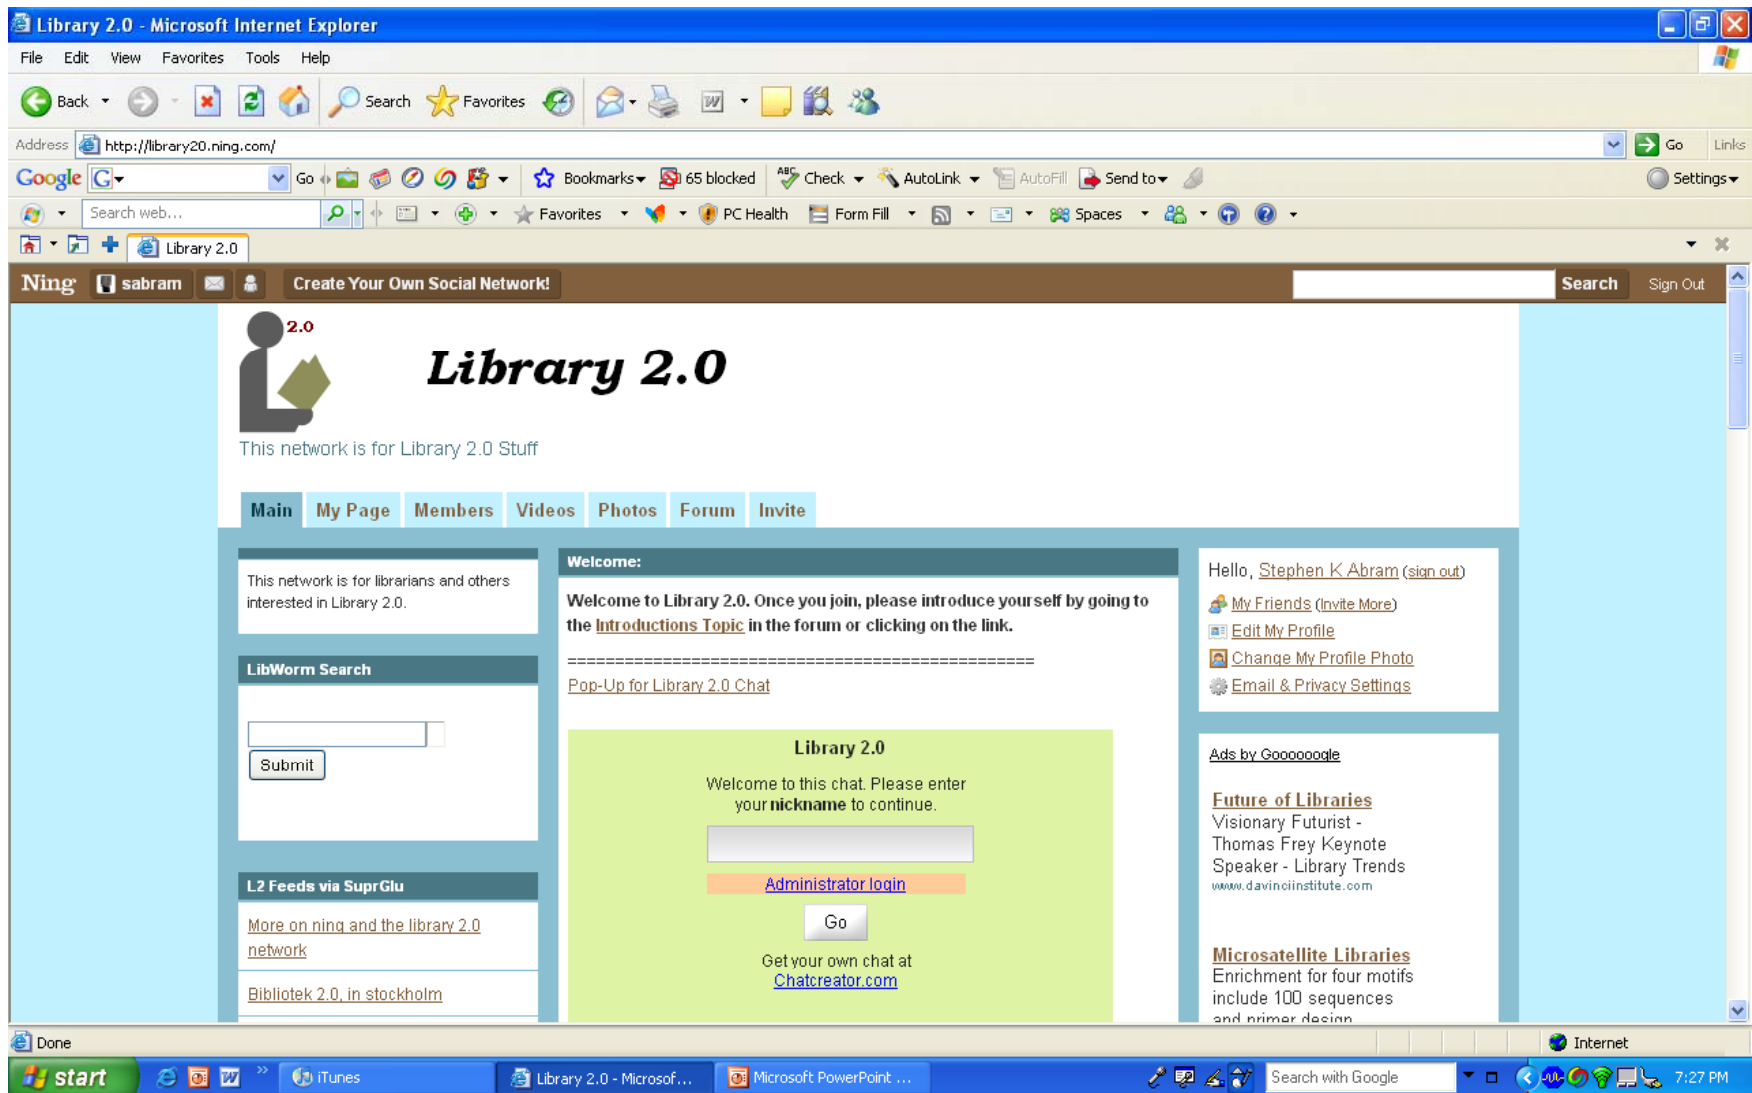 Library 2.0 - Microsoft Internet Explorer
File Edit View Favorites Tools Help
Back Search Favorites
Address http://library20.ning.com/ Go Links
Google G Go Bookmarks 65 blocked ABC Check AutoLink AutoFill Send to Settings
Search web... Favorites PC Health Form Fill Spaces
Library 2.0
Ning sabram Create Your Own Social Network! Search Sign Out
2.0
Library 2.0
This network is for Library 2.0 Stuff
Main My Page Members Videos Photos Forum Invite
This network is for librarians and others
interested in Library 2.0.
LibWorm Search
Submit
L2 Feeds via SuprGlu
More on ning and the library 2.0
network
Bibliotek 2.0, in stockholm
Welcome:
Welcome to Library 2.0. Once you join, please introduce yourself by going to
the Introductions Topic in the forum or clicking on the link.
=================================================
Pop-Up for Library 2.0 Chat
Library 2.0
Welcome to this chat. Please enter
your nickname to continue.
Administrator login
Go
Get your own chat at
Chatcreator.com
Hello, Stephen K Abram (sign out)
My Friends (Invite More)
Edit My Profile
Change My Profile Photo
Email & Privacy Settings
Ads by Goooooogle
Future of Libraries
Visionary Futurist -
Thomas Frey Keynote
Speaker - Library Trends
www.davinciinstitute.com
Microsatellite Libraries
Enrichment for four motifs
include 100 sequences
and primer design
Done Internet
start W iTunes Library 2.0 - Microsof... Microsoft PowerPoint ... Search with Google 7:27 PM